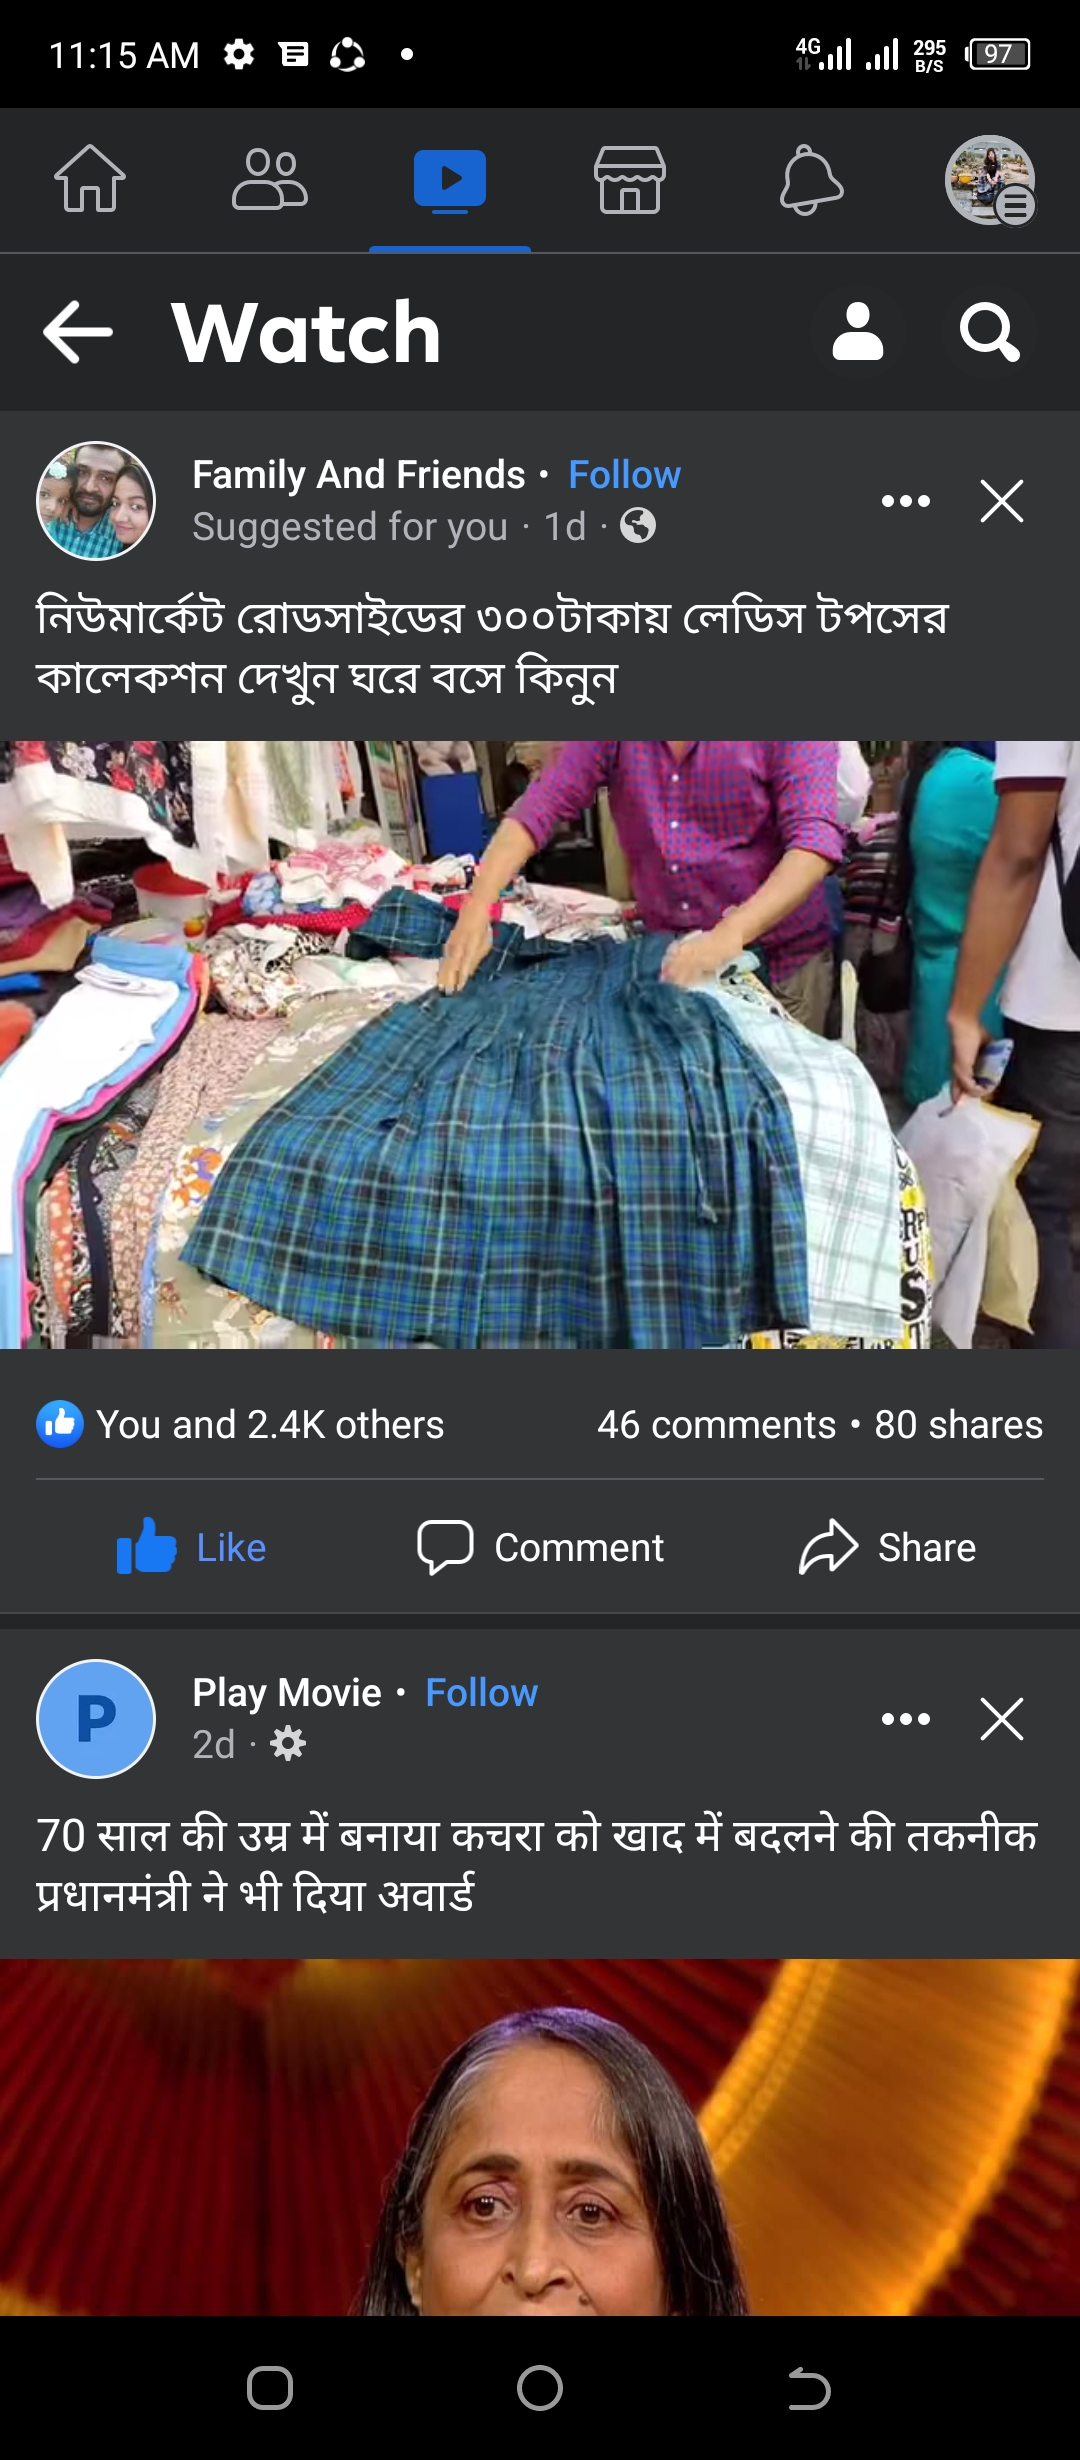 11:15 AM
4G
295
B/S
97
Watch
Family And Friends • Follow
Suggested for you · 1d ·
নিউমার্কেট রোডসাইডের ৩০০টাকায় লেডিস টপসের
কালেকশন দেখুন ঘরে বসে কিনুন
You and 2.4K others
46 comments • 80 shares
Like
Comment
Share
P
Play Movie • Follow
2d ·
70 साल की उम्र में बनाया कचरा को खाद में बदलने की तकनीक
प्रधानमंत्री ने भी दिया अवार्ड